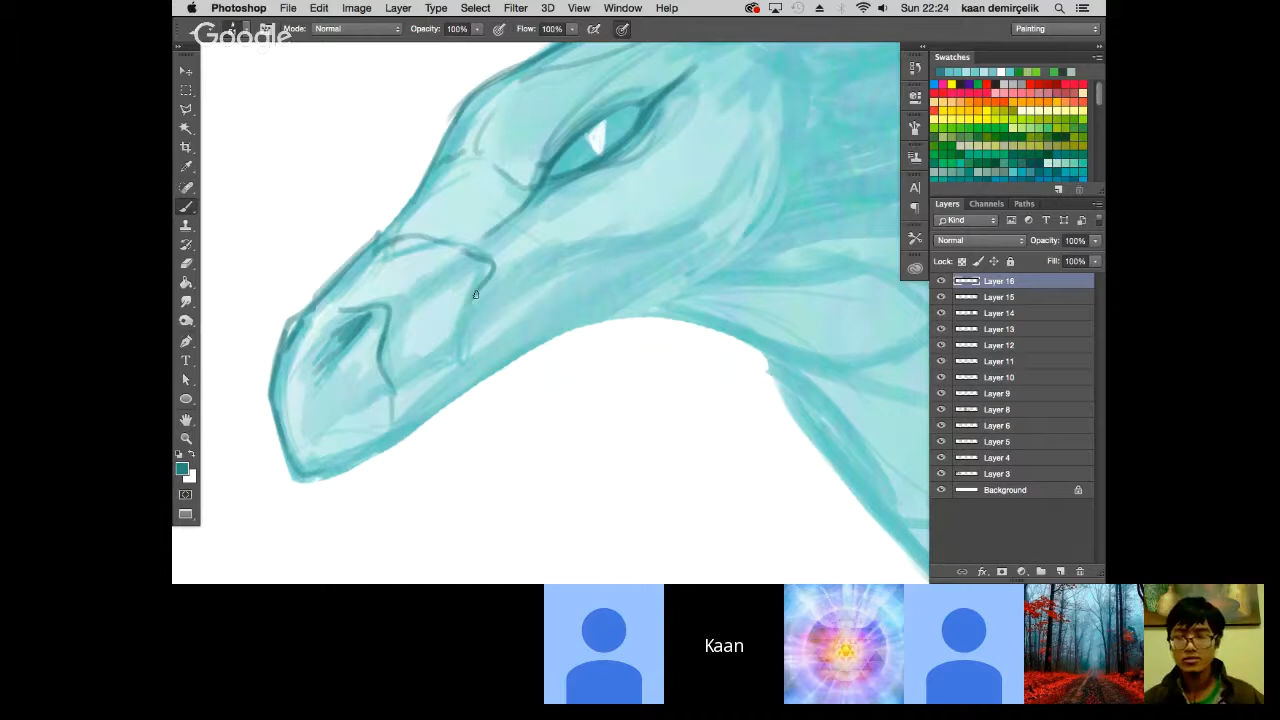 Photoshop File Edit Image Layer Type Select Filter 3D View Window Help Sun 22:24 kaan demirçelik
Google
Mode: Normal Opacity: 100% Flow: 100% Painting
Swatches
Layers Channels Paths
Kind
Normal Opacity: 100%
Lock: Fill: 100%
Layer 16
Layer 15
Layer 14
Layer 13
Layer 12
Layer 11
Layer 10
Layer 9
Layer 8
Layer 6
Layer 5
Layer 4
Layer 3
Background
fx
Kaan